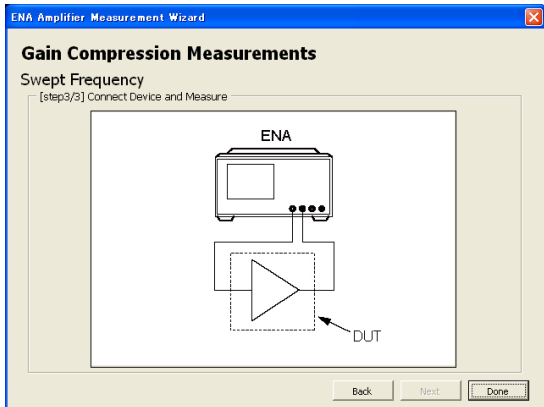 ENA Amplifier Measurement Wizard
Gain Compression Measurements
Swept Frequency
[step3/3] Connect Device and Measure
ENA
DUT
Back Next Done